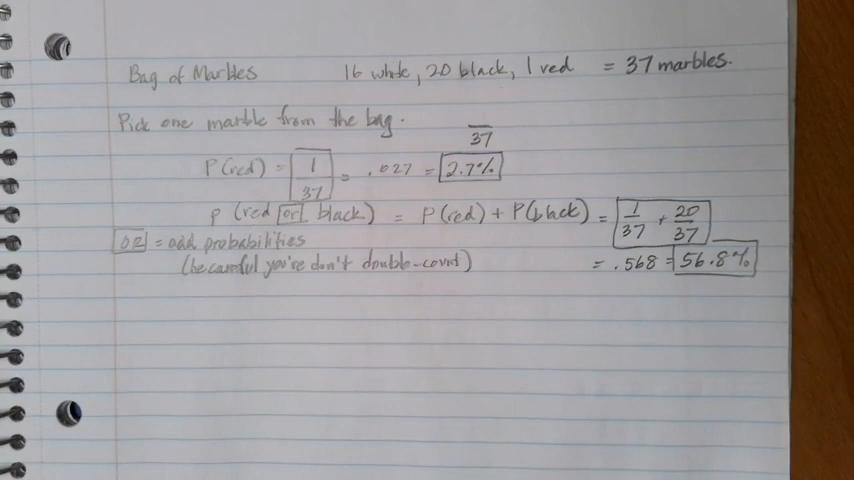 Bag of Marbles 16 white, 20 black, 1 red = 37 marbles.
Pick one marble from the bag.
37
P(red) = 1/37 = .027 = 2.7%
p (red or black) = P(red) + P(black) = 1/37 + 20/37
OR = add probabilities
(be careful you're don't double-count) = .568 = 56.8%